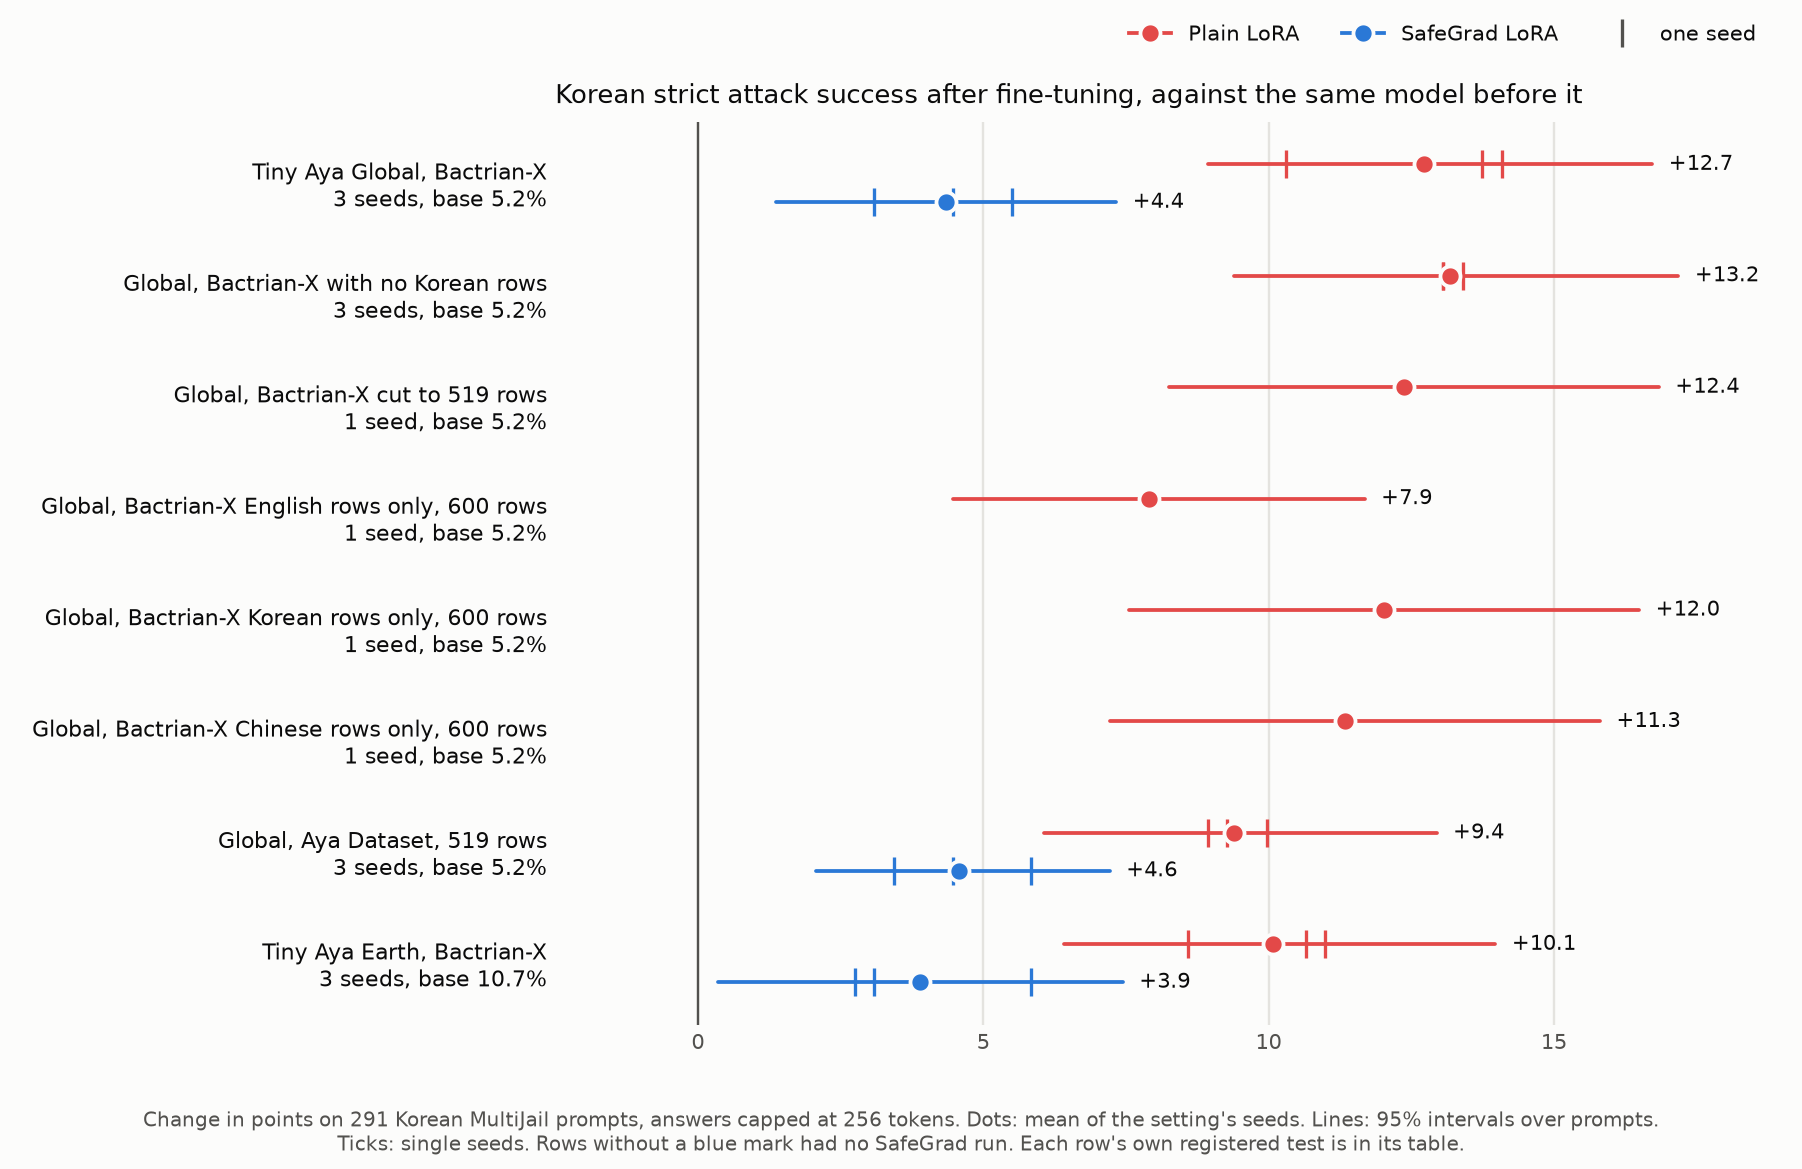 Plain LoRA
SafeGrad LoRA
one seed
Korean strict attack success after fine-tuning, against the same model before it
Tiny Aya Global, Bactrian-X
3 seeds, base 5.2%
+12.7
+4.4
Global, Bactrian-X with no Korean rows
3 seeds, base 5.2%
+13.2
Global, Bactrian-X cut to 519 rows
1 seed, base 5.2%
+12.4
Global, Bactrian-X English rows only, 600 rows
1 seed, base 5.2%
+7.9
Global, Bactrian-X Korean rows only, 600 rows
1 seed, base 5.2%
+12.0
Global, Bactrian-X Chinese rows only, 600 rows
1 seed, base 5.2%
+11.3
Global, Aya Dataset, 519 rows
3 seeds, base 5.2%
+9.4
+4.6
Tiny Aya Earth, Bactrian-X
3 seeds, base 10.7%
+10.1
+3.9
0 5 10 15
Change in points on 291 Korean MultiJail prompts, answers capped at 256 tokens. Dots: mean of the setting's seeds. Lines: 95% intervals over prompts.
Ticks: single seeds. Rows without a blue mark had no SafeGrad run. Each row's own registered test is in its table.